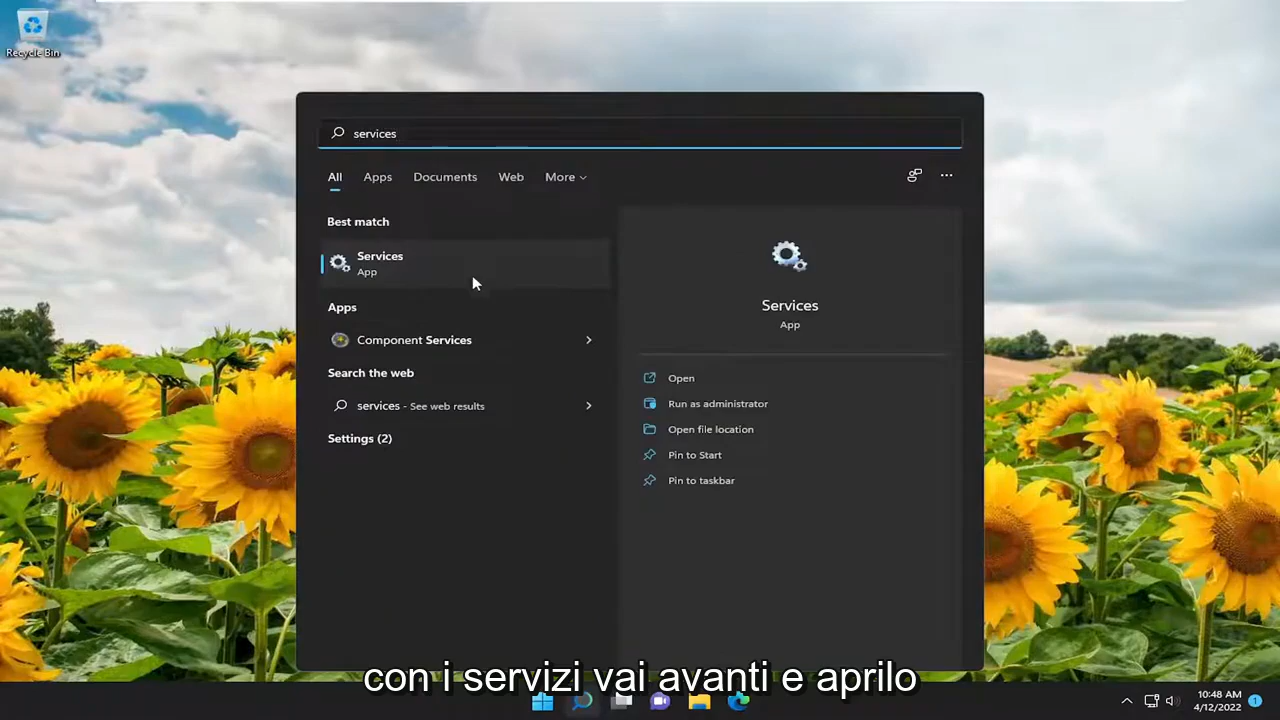 Recycle Bin
services
All Apps Documents Web More
Best match
Services
App
Apps
Component Services
Search the web
services - See web results
Settings (2)
Services
App
Open
Run as administrator
Open file location
Pin to Start
Pin to taskbar
con i servizi vai avanti e aprilo
10:48 AM
4/12/2022
1